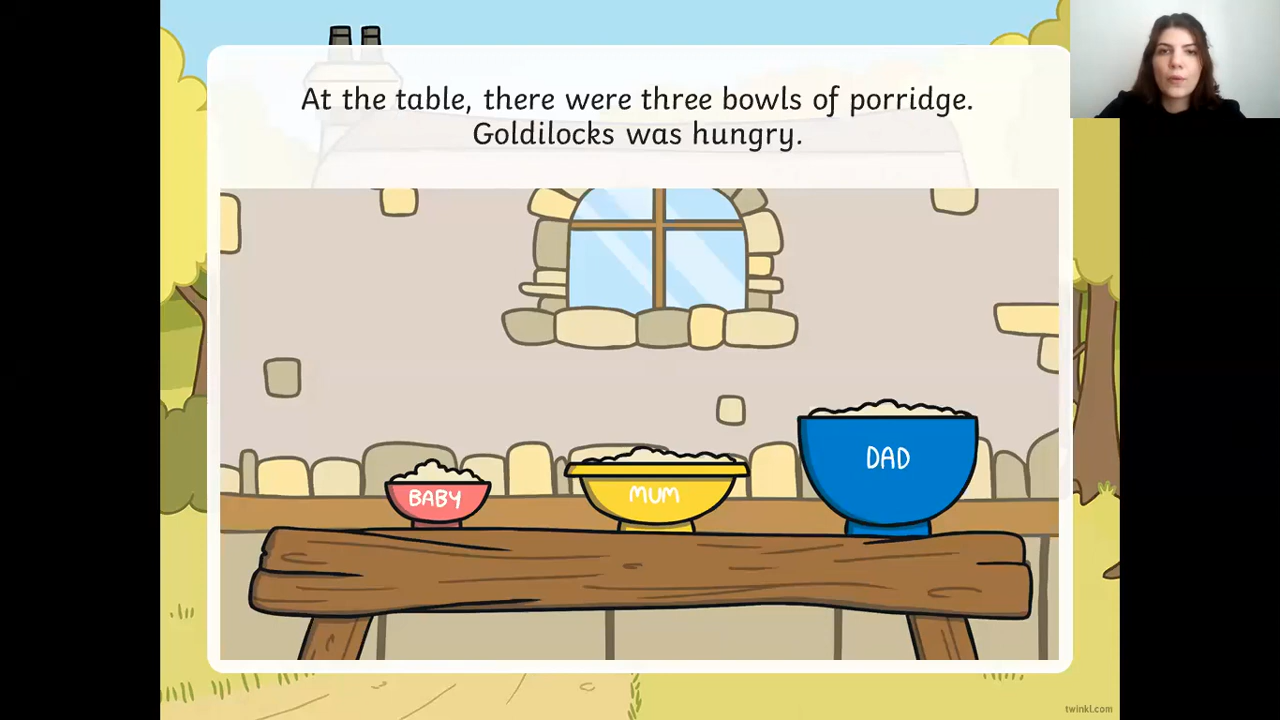 At the table, there were three bowls of porridge.
Goldilocks was hungry.
BABY
MUM
DAD
twinkl.com